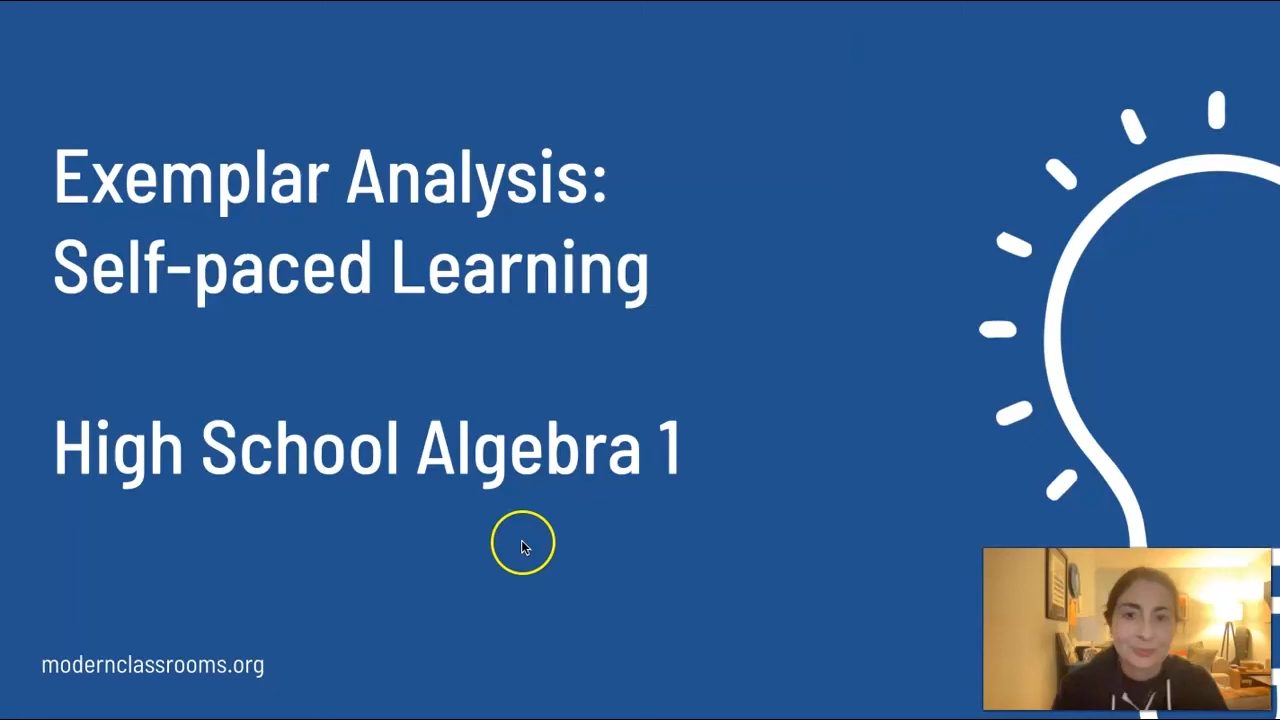 Exemplar Analysis:
Self-paced Learning
High School Algebra 1
modernclassrooms.org